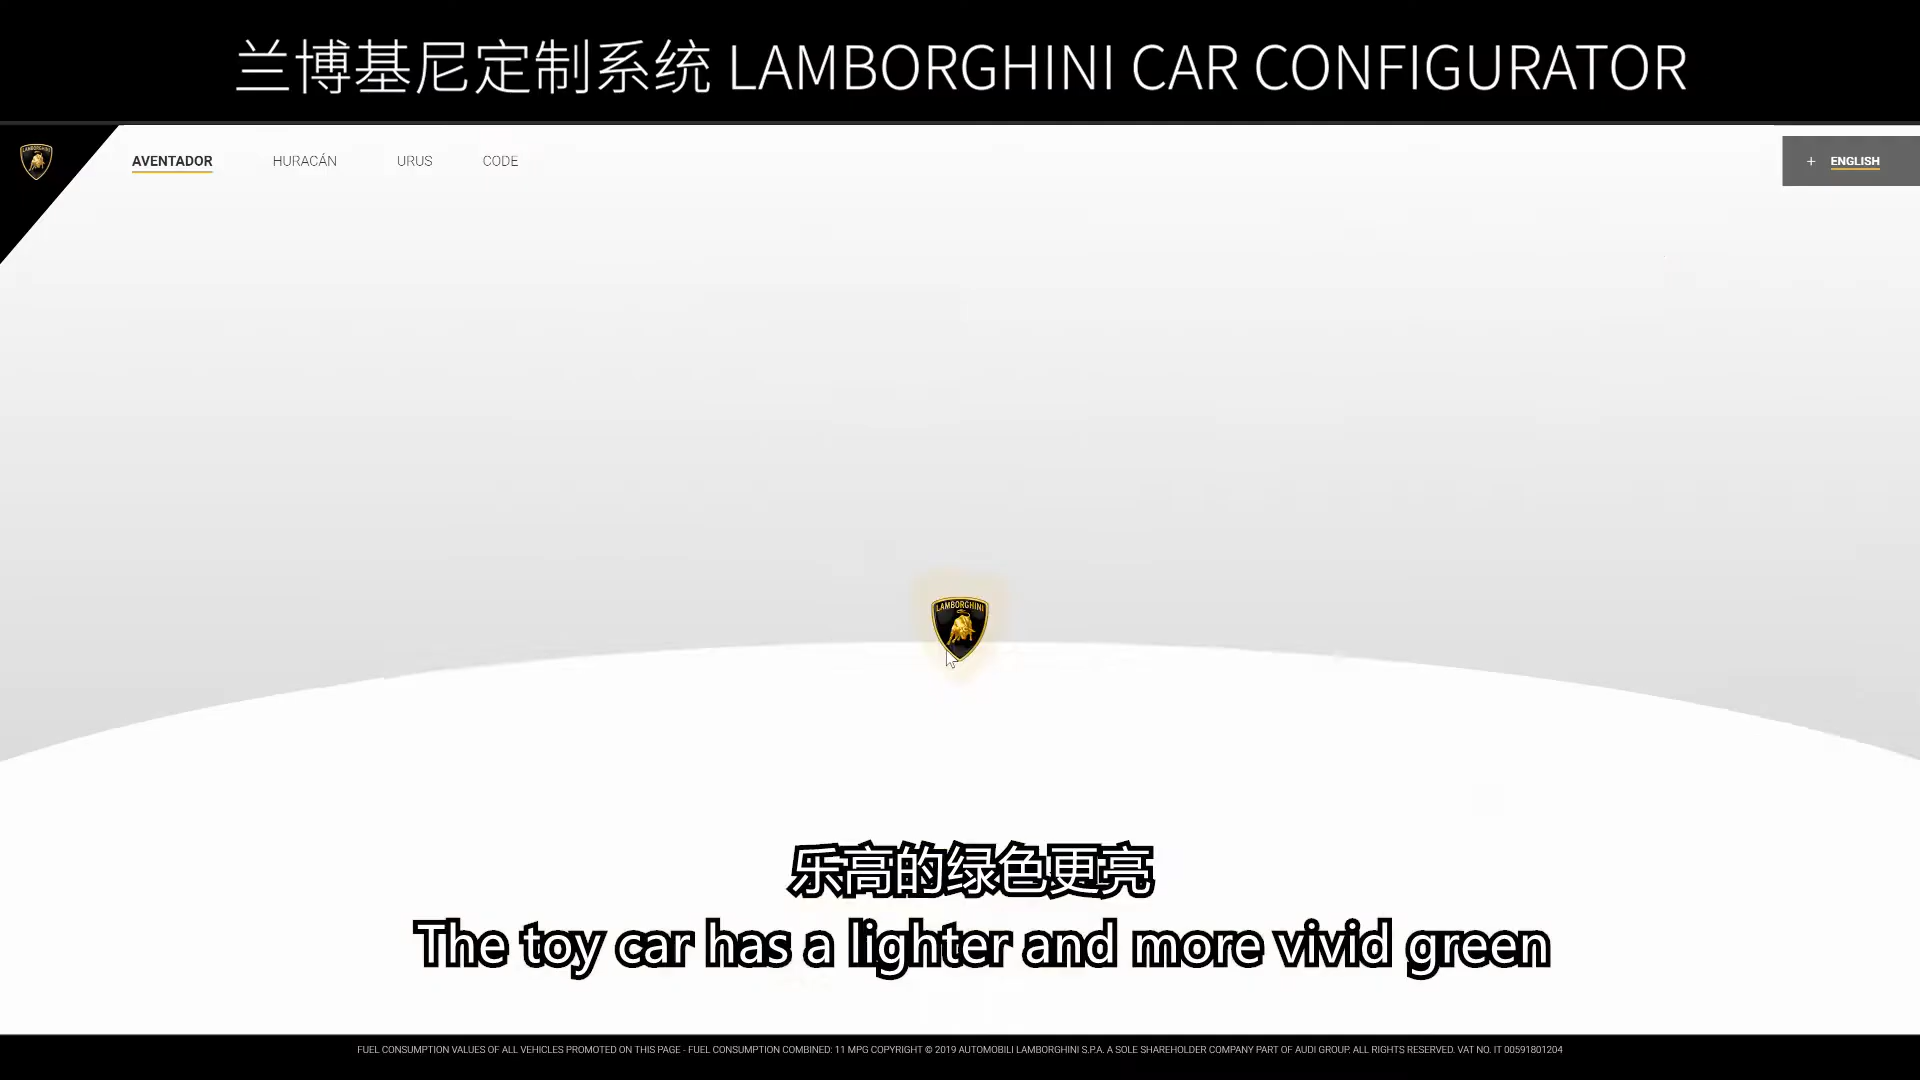 兰博基尼定制系统 LAMBORGHINI CAR CONFIGURATOR
LAMBORGHINI
AVENTADOR HURACÁN URUS CODE + ENGLISH
LAMBORGHINI
乐高的绿色更亮
The toy car has a lighter and more vivid green
FUEL CONSUMPTION VALUES OF ALL VEHICLES PROMOTED ON THIS PAGE - FUEL CONSUMPTION COMBINED: 11 MPG COPYRIGHT © 2019 AUTOMOBILI LAMBORGHINI S.P.A. A SOLE SHAREHOLDER COMPANY PART OF AUDI GROUP. ALL RIGHTS RESERVED. VAT NO. IT 00591801204